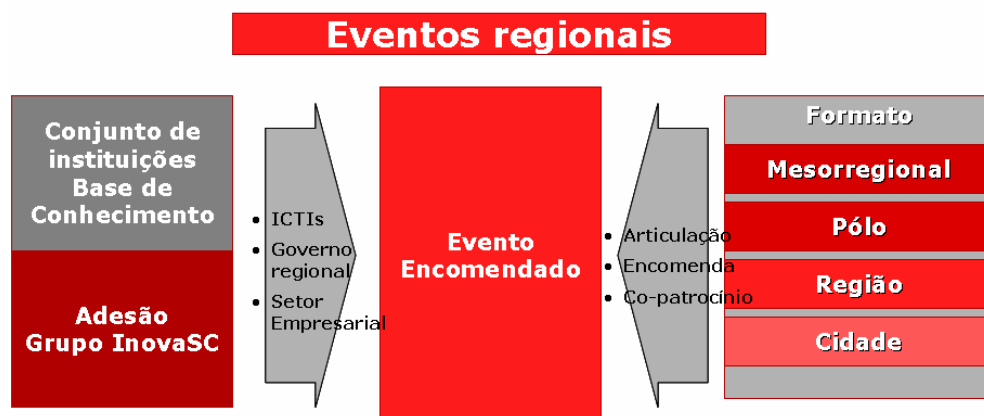 Eventos regionais
Conjunto de
instituições
Base de
Conhecimento
Adesão
Grupo InovaSC
• ICTIs
• Governo
regional
• Setor
Empresarial
Evento
Encomendado
• Articulação
• Encomenda
• Co-patrocínio
Formato
Mesorregional
Pólo
Região
Cidade